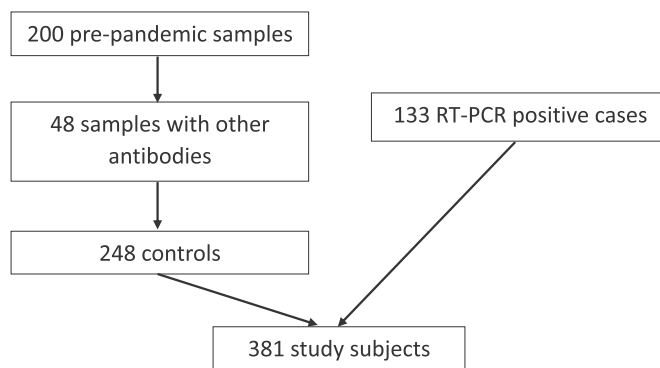 200 pre-pandemic samples
48 samples with other
antibodies
133 RT-PCR positive cases
248 controls
381 study subjects